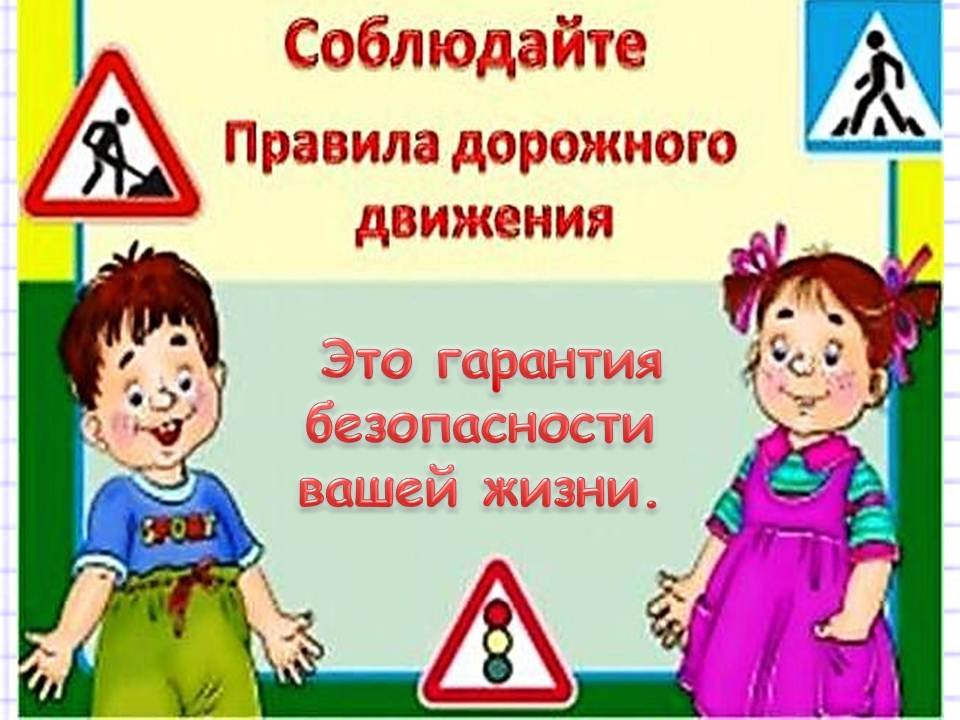 Соблюдайте
Правила дорожного
движения
Это гарантия
безопасности
вашей жизни.
SPORT